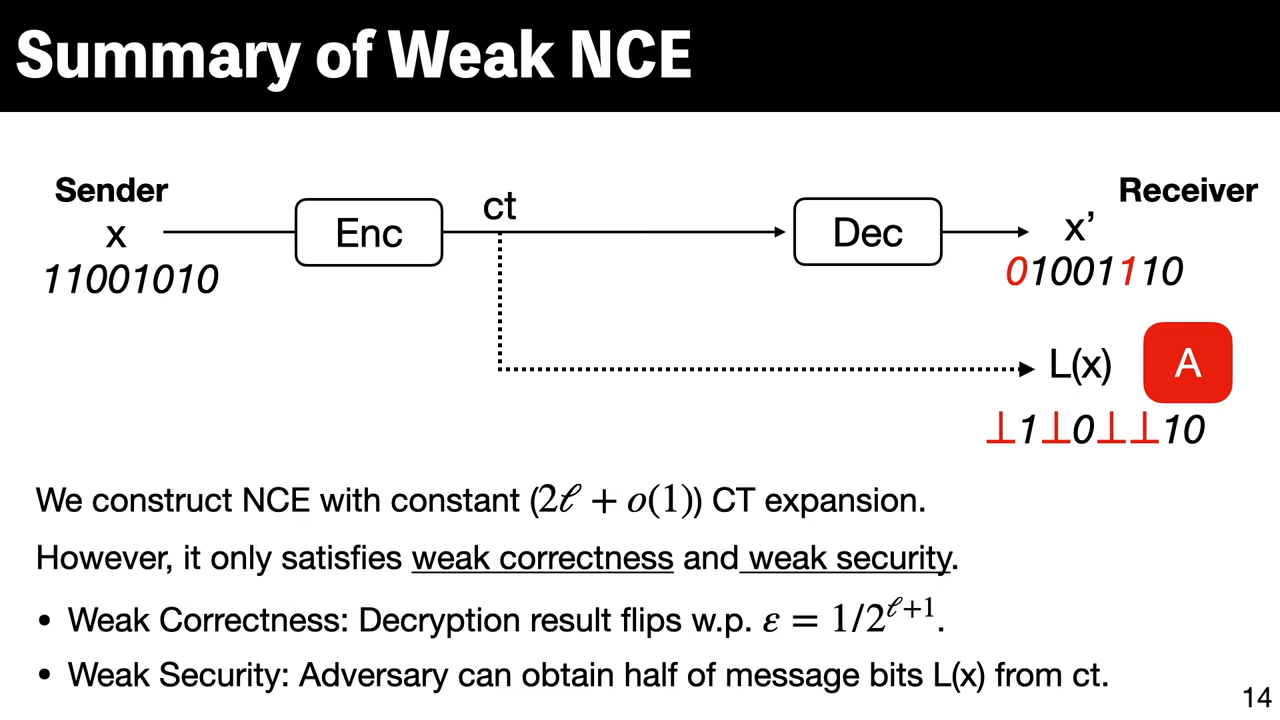 Summary of Weak NCE
Sender
Receiver
x
Enc
ct
Dec
x’
11001010
01001110
L(x)
A
⊥1⊥0⊥⊥10
We construct NCE with constant (2ℓ + o(1)) CT expansion.
However, it only satisfies weak correctness and weak security.
• Weak Correctness: Decryption result flips w.p. ε = 1/2^{ℓ+1}.
• Weak Security: Adversary can obtain half of message bits L(x) from ct.
14